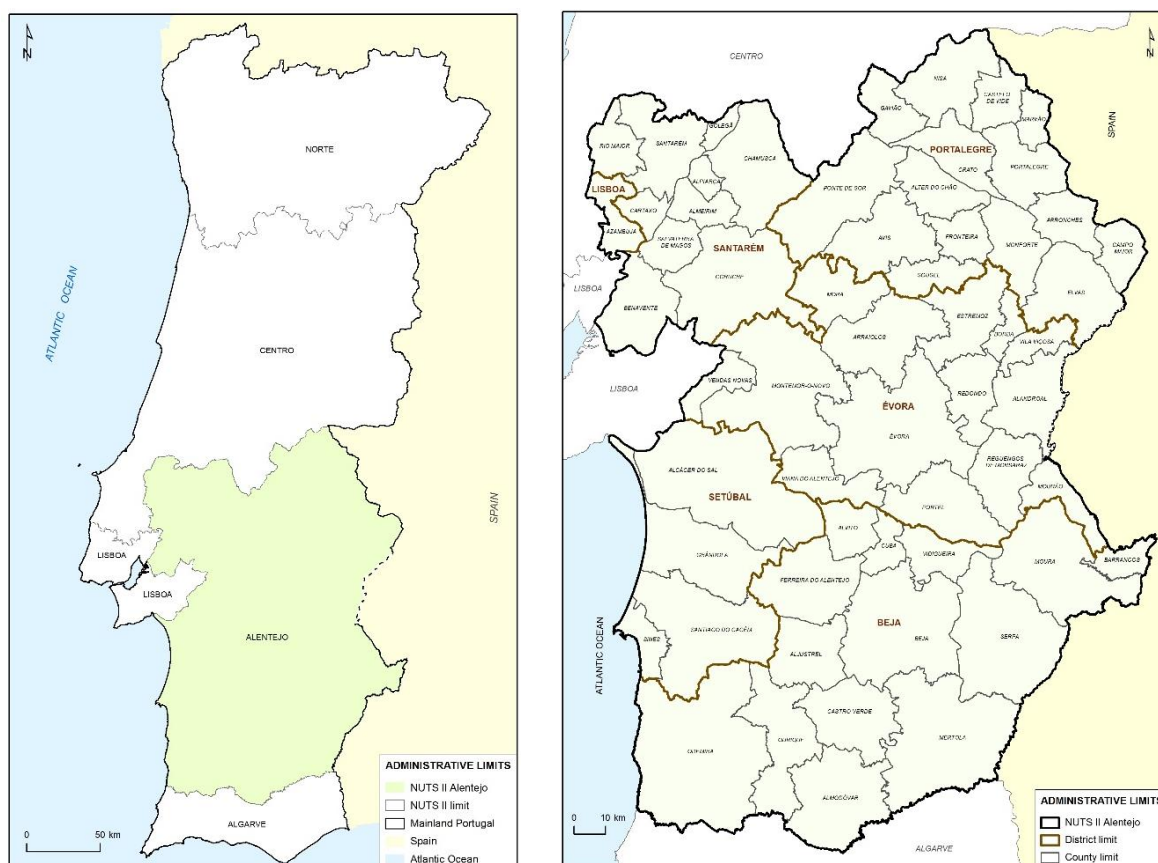 N
NORTE
ATLANTIC OCEAN
CENTRO
LISBOA
LISBOA
ALENTEJO
SPAIN
ALGARVE
0 50 km
ADMINISTRATIVE LIMITS
NUTS II Alentejo
NUTS II limit
Mainland Portugal
Spain
Atlantic Ocean
N
CENTRO
SPAIN
NISA
CASTELO
DE VIDE
GAVIÃO
MARVÃO
GOLEGÃ
RIO MAIOR
SANTARÉM
CHAMUSCA
PORTALEGRE
CRATO
PORTALEGRE
ALPIARÇA
LISBOA
PONTE DE SOR
ALTER DO CHÃO
CARTAXO
ALMEIRIM
ARRONCHES
AZAMBUJA
SALVATERRA
DE MAGOS
SANTARÉM
AVIS
FRONTEIRA
MONFORTE
CAMPO
MAIOR
CORUCHE
SOUSEL
LISBOA
BENAVENTE
MORA
ELVAS
ESTREMOZ
ARRAIOLOS
BORBA
VILA VIÇOSA
LISBOA
VENDAS NOVAS
MONTEMOR-O-NOVO
REDONDO
ALANDROAL
ÉVORA
ÉVORA
ALCÁCER DO SAL
REGUENGOS
DE MONSARAZ
VIANA DO ALENTEJO
MOURÃO
SETÚBAL
PORTEL
ALVITO
GRÂNDOLA
CUBA
VIDIGUEIRA
MOURA
BARRANCOS
FERREIRA DO ALENTEJO
ATLANTIC OCEAN
BEJA
SINES
SANTIAGO DO CACÉM
ALJUSTREL
BEJA
SERPA
CASTRO VERDE
ODEMIRA
OURIQUE
MÉRTOLA
ALMODÔVAR
ALGARVE
0 10 km
ADMINISTRATIVE LIMITS
NUTS II Alentejo
District limit
County limit